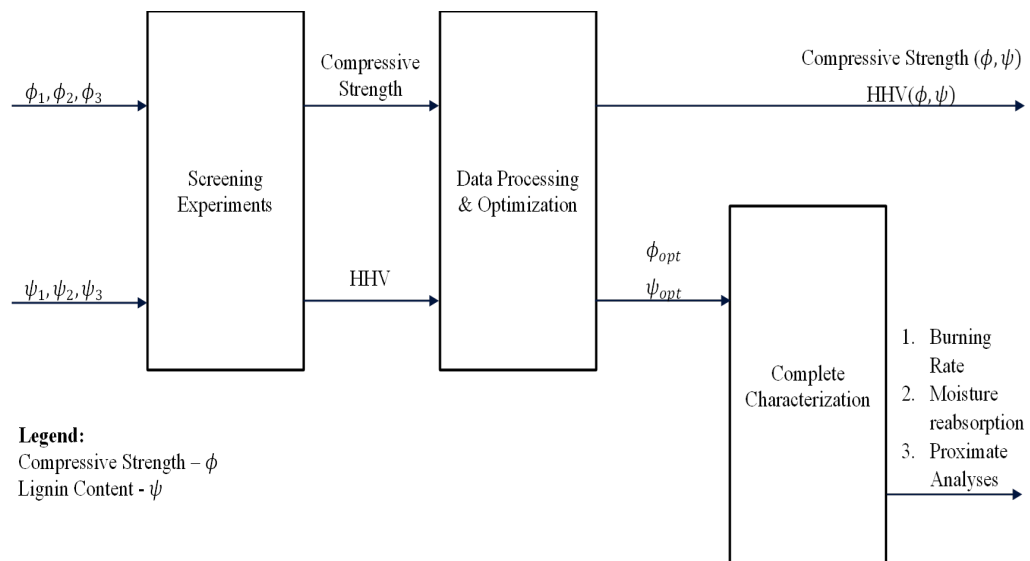 ϕ1, ϕ2, ϕ3
ψ1, ψ2, ψ3
Screening
Experiments
Compressive
Strength
HHV
Data Processing
& Optimization
Compressive Strength (ϕ, ψ)
HHV(ϕ, ψ)
ϕopt
ψopt
Complete
Characterization
1. Burning
Rate
2. Moisture
reabsorption
3. Proximate
Analyses
Legend:
Compressive Strength – ϕ
Lignin Content - ψ